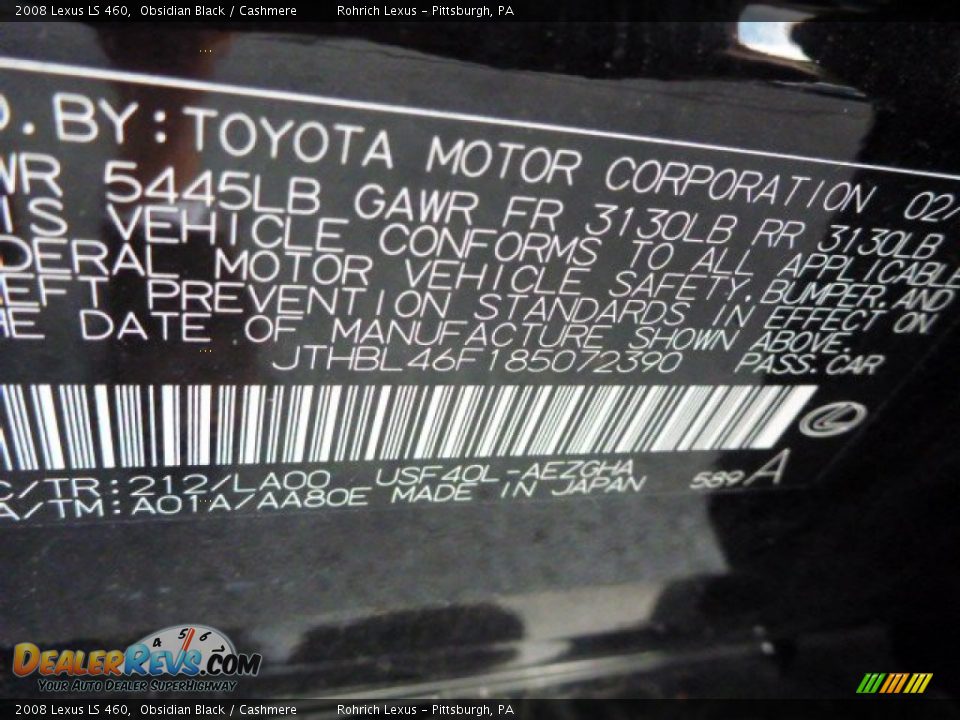 2008 Lexus LS 460,  Obsidian Black / Cashmere          Rohrich Lexus - Pittsburgh, PA
D. BY: TOYOTA MOTOR CORPORATION 02/
WR 5445LB GAWR FR 3130LB RR 3130LB
IS VEHICLE CONFORMS TO ALL APPLICABLE
DERAL MOTOR VEHICLE SAFETY, BUMPER, AND
EFT PREVENTION STANDARDS IN EFFECT ON
HE DATE OF MANUFACTURE SHOWN ABOVE.
JTHBL46F185072390 PASS. CAR
C/TR: 212/LA00 USF40L-AEZGHA
A/TM: A01A/AA80E MADE IN JAPAN 589 A
4 5 6
DEALERREVS.COM
YOUR AUTO DEALER SUPERHIGHWAY
2008 Lexus LS 460,  Obsidian Black / Cashmere          Rohrich Lexus - Pittsburgh, PA